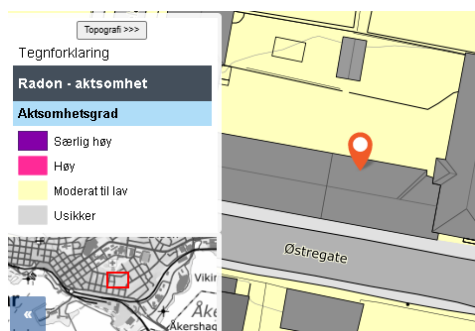 Topografi >>>
Tegnforklaring
Radon - aktsomhet
Aktsomhetsgrad
Særlig høy
Høy
Moderat til lav
Usikker
Østregate
«